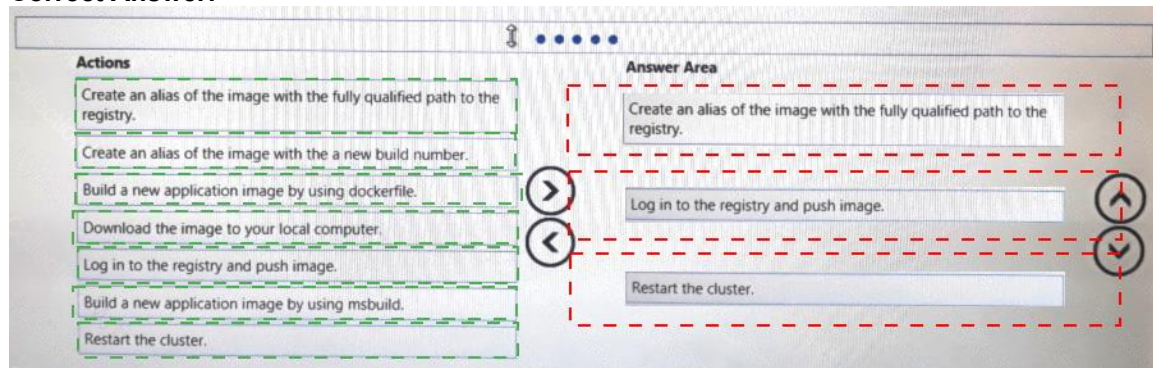 Actions
Create an alias of the image with the fully qualified path to the
registry.
Create an alias of the image with the a new build number.
Build a new application image by using dockerfile.
Download the image to your local computer.
Log in to the registry and push image.
Build a new application image by using msbuild.
Restart the cluster.
Answer Area
Create an alias of the image with the fully qualified path to the
registry.
Log in to the registry and push image.
Restart the cluster.